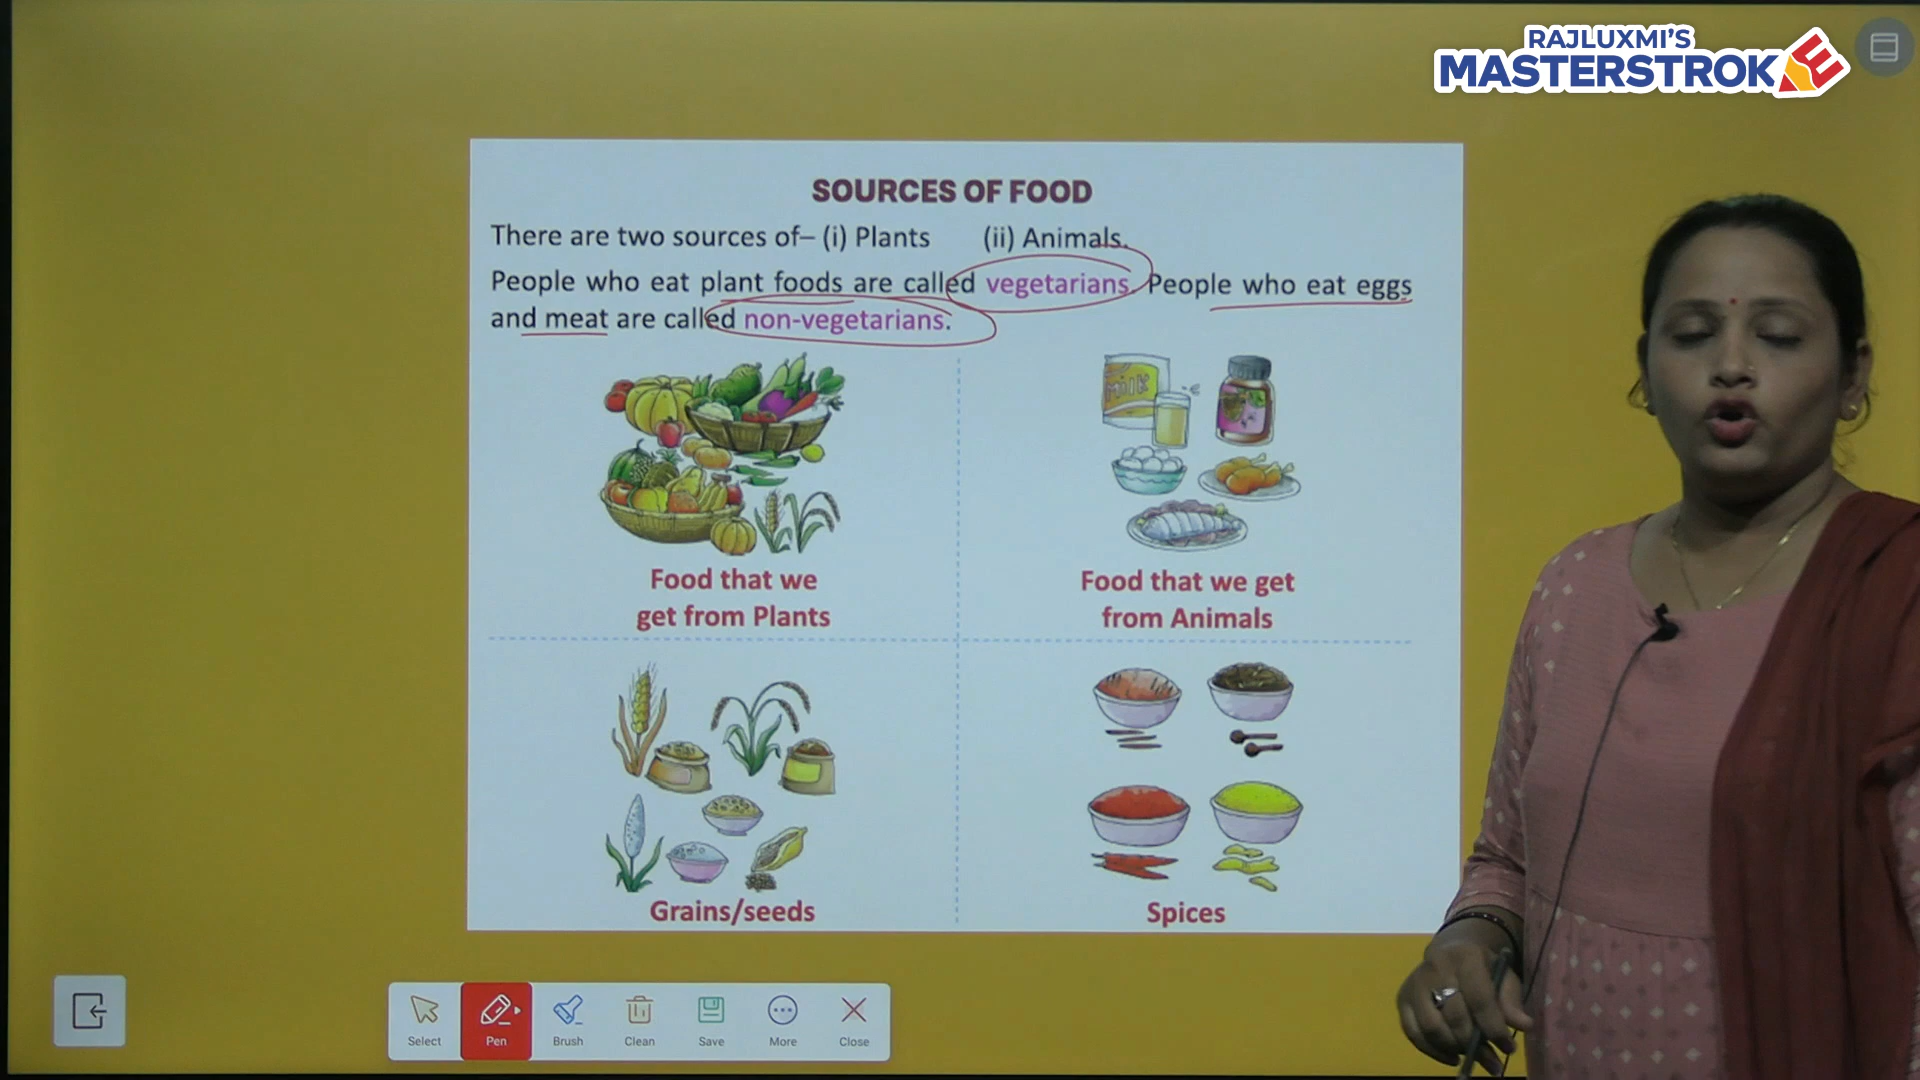 RAJLUXMI'S
MASTERSTROKE
SOURCES OF FOOD
There are two sources of– (i) Plants (ii) Animals.
People who eat plant foods are called vegetarians. People who eat eggs
and meat are called non-vegetarians.
MiLK
Food that we
get from Plants
Food that we get
from Animals
Grains/seeds
Spices
Select
Pen
Brush
Clean
Save
More
Close